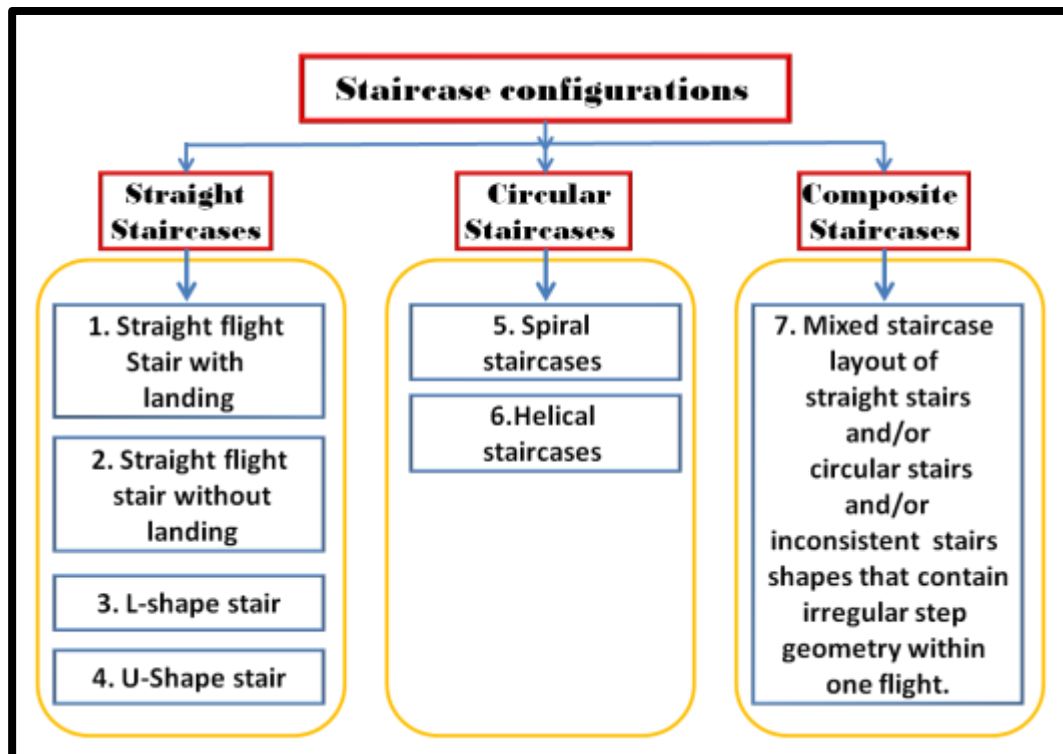 Staircase configurations
Straight
Staircases
1. Straight flight
Stair with
landing
2. Straight flight
stair without
landing
3. L-shape stair
4. U-Shape stair
Circular
Staircases
5. Spiral
staircases
6.Helical
staircases
Composite
Staircases
7. Mixed staircase
layout of
straight stairs
and/or
circular stairs
and/or
inconsistent stairs
shapes that contain
irregular step
geometry within
one flight.